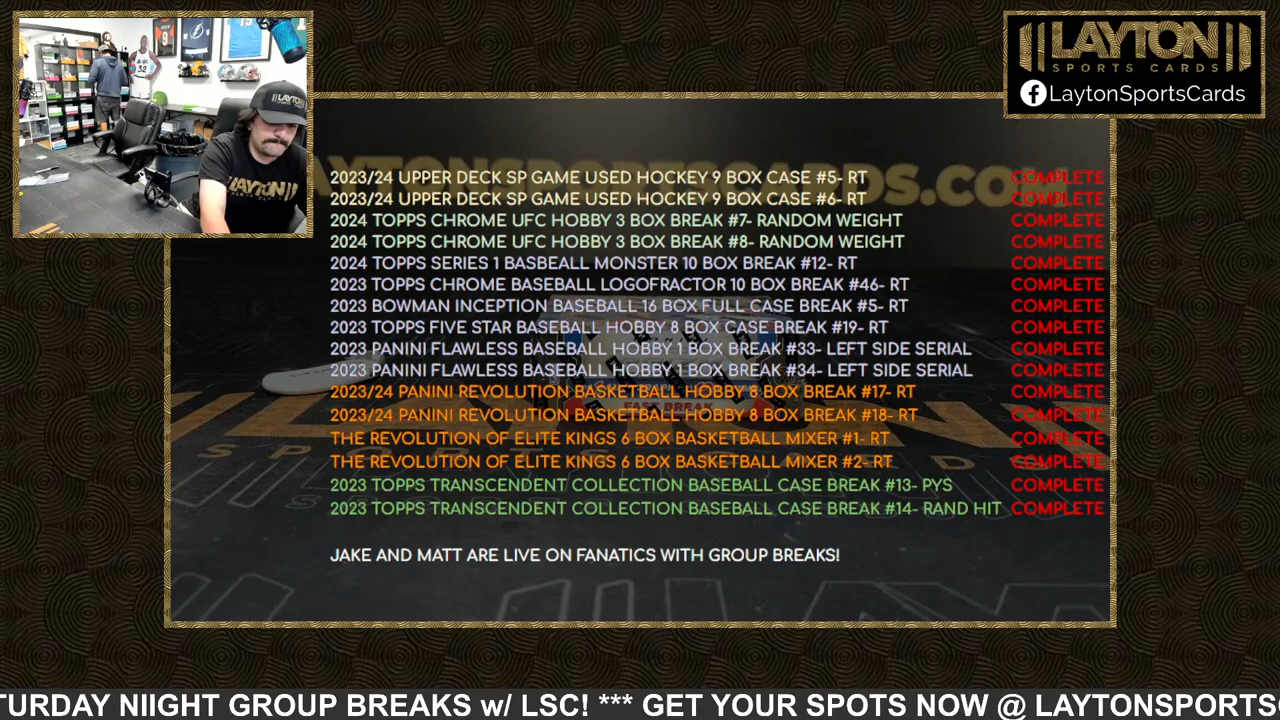 LAYTON
SPORTS CARDS
LaytonSportsCards
LAYTONSPORTSCARDS.CO
2023/24 UPPER DECK SP GAME USED HOCKEY 9 BOX CASE #5- RT COMPLETE
2023/24 UPPER DECK SP GAME USED HOCKEY 9 BOX CASE #6- RT COMPLETE
2024 TOPPS CHROME UFC HOBBY 3 BOX BREAK #7- RANDOM WEIGHT COMPLETE
2024 TOPPS CHROME UFC HOBBY 3 BOX BREAK #8- RANDOM WEIGHT COMPLETE
2024 TOPPS SERIES 1 BASBEALL MONSTER 10 BOX BREAK #12- RT COMPLETE
2023 TOPPS CHROME BASEBALL LOGOFRACTOR 10 BOX BREAK #46- RT COMPLETE
2023 BOWMAN INCEPTION BASEBALL 16 BOX FULL CASE BREAK #5- RT COMPLETE
2023 TOPPS FIVE STAR BASEBALL HOBBY 8 BOX CASE BREAK #19- RT COMPLETE
2023 PANINI FLAWLESS BASEBALL HOBBY 1 BOX BREAK #33- LEFT SIDE SERIAL COMPLETE
2023 PANINI FLAWLESS BASEBALL HOBBY 1 BOX BREAK #34- LEFT SIDE SERIAL COMPLETE
2023/24 PANINI REVOLUTION BASKETBALL HOBBY 8 BOX BREAK #17- RT COMPLETE
2023/24 PANINI REVOLUTION BASKETBALL HOBBY 8 BOX BREAK #18- RT COMPLETE
THE REVOLUTION OF ELITE KINGS 6 BOX BASKETBALL MIXER #1- RT COMPLETE
THE REVOLUTION OF ELITE KINGS 6 BOX BASKETBALL MIXER #2- RT COMPLETE
2023 TOPPS TRANSCENDENT COLLECTION BASEBALL CASE BREAK #13- PYS COMPLETE
2023 TOPPS TRANSCENDENT COLLECTION BASEBALL CASE BREAK #14- RAND HIT COMPLETE
JAKE AND MATT ARE LIVE ON FANATICS WITH GROUP BREAKS!
TURDAY NIIGHT GROUP BREAKS w/ LSC! *** GET YOUR SPOTS NOW @ LAYTONSPORTS